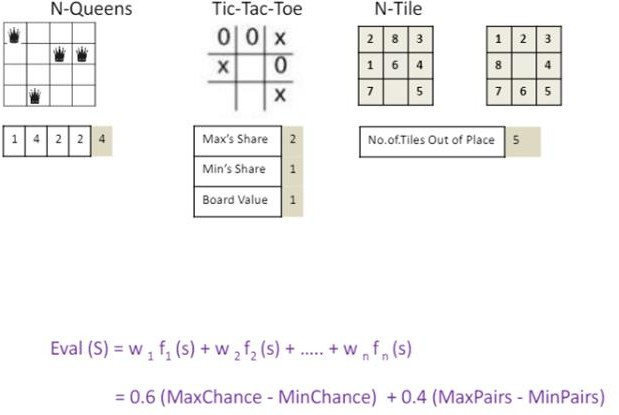 N-Queens
Tic-Tac-Toe
N-Tile
0 0 x
x 0
x
2 8 3
1 6 4
7 5
1 2 3
8 4
7 6 5
1 4 2 2 4
Max's Share 2
Min's Share 1
Board Value 1
No.of.Tiles Out of Place 5
Eval (S) = w 1 f1 (s) + w 2 f2 (s) + ..... + w n f n (s)
= 0.6 (MaxChance - MinChance) + 0.4 (MaxPairs - MinPairs)